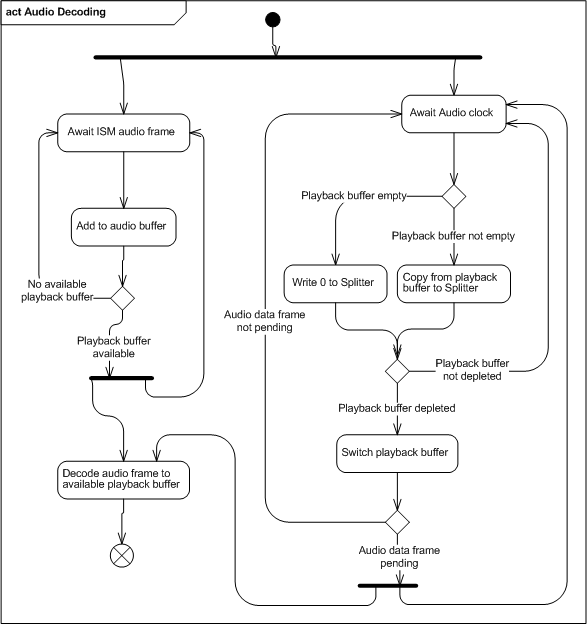 act Audio Decoding
Await ISM audio frame
Await Audio clock
Playback buffer empty
Add to audio buffer
Playback buffer not empty
Write 0 to Splitter
Copy from playback
buffer to Splitter
No available
playback buffer
Audio data frame
not pending
Playback buffer
available
Playback buffer
not depleted
Playback buffer depleted
Switch playback buffer
Decode audio frame to
available playback buffer
Audio data frame
pending